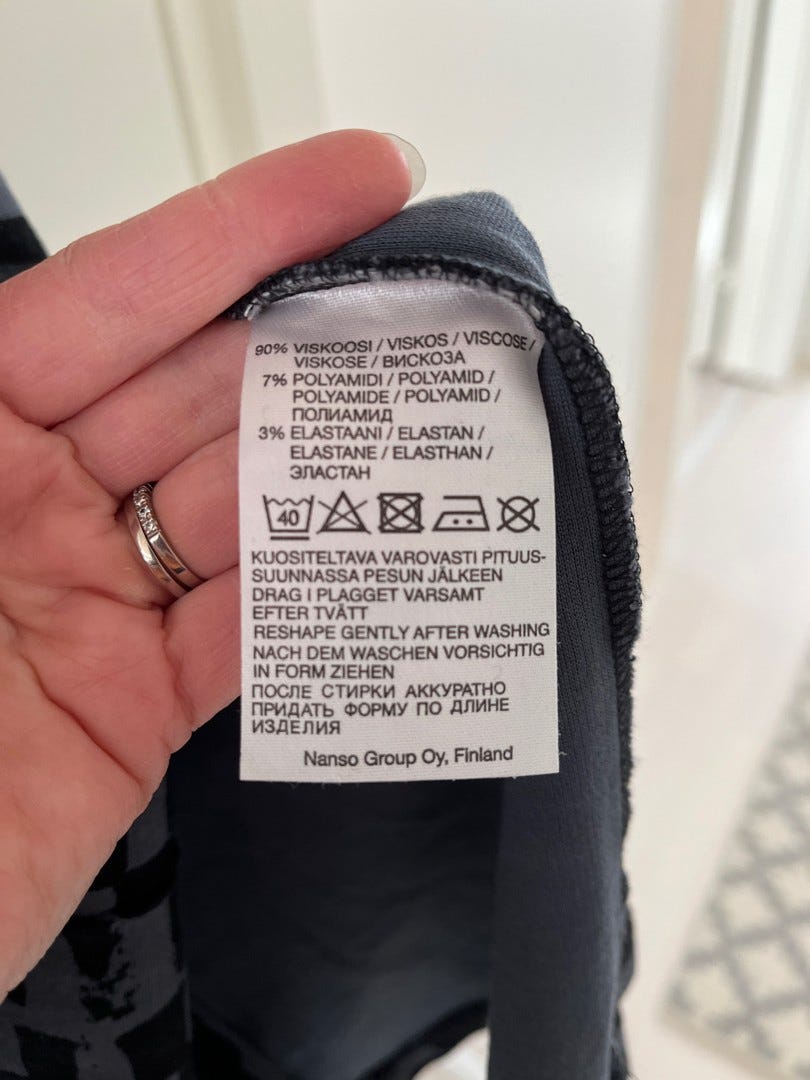 90% VISKOOSI / VISKOS / VISCOSE /
VISKOSE / ВИСКОЗА
7% POLYAMIDI / POLYAMID /
POLYAMIDE / POLYAMID /
ПОЛИАМИД
3% ELASTAANI / ELASTAN /
ELASTANE / ELASTHAN /
ЭЛАСТАН
40
KUOSITELTAVA VAROVASTI PITUUS-
SUUNNASSA PESUN JÄLKEEN
DRAG I PLAGGET VARSAMT
EFTER TVÄTT
RESHAPE GENTLY AFTER WASHING
NACH DEM WASCHEN VORSICHTIG
IN FORM ZIEHEN
ПОСЛЕ СТИРКИ АККУРАТНО
ПРИДАТЬ ФОРМУ ПО ДЛИНЕ
ИЗДЕЛИЯ
Nanso Group Oy, Finland